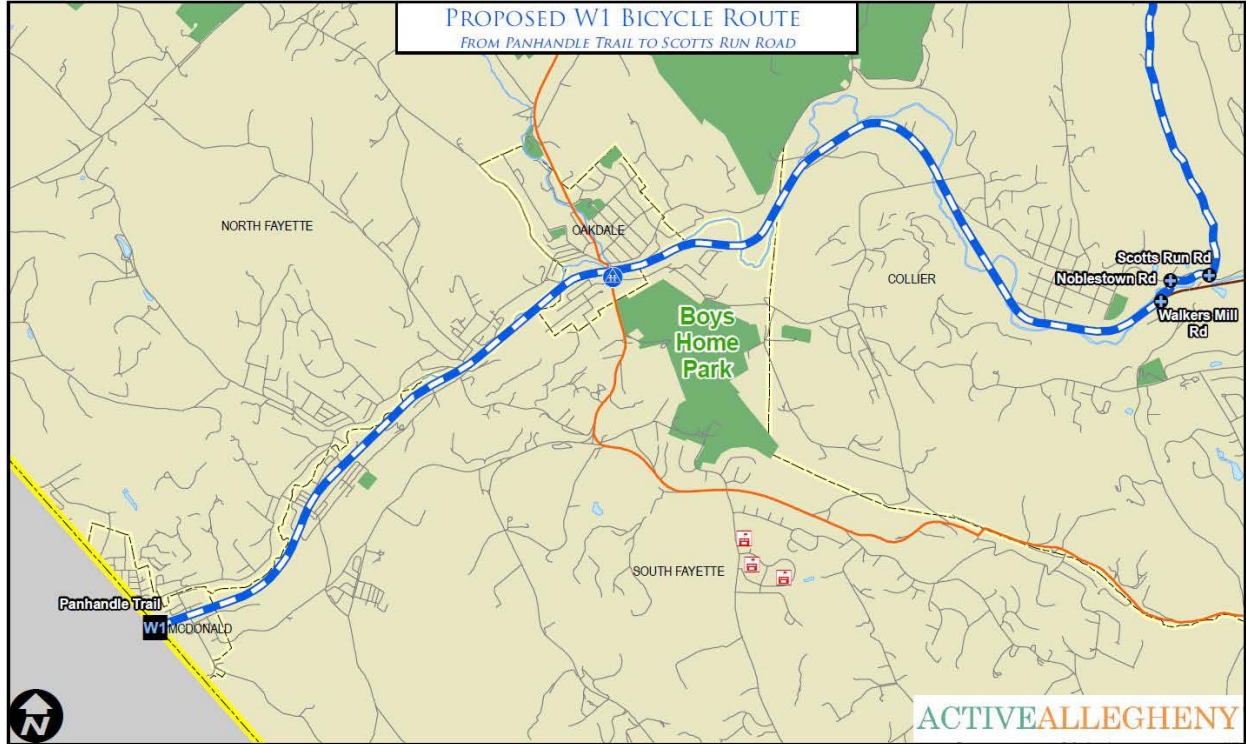 PROPOSED W1 BICYCLE ROUTE
FROM PANHANDLE TRAIL TO SCOTTS RUN ROAD
NORTH FAYETTE
OAKDALE
COLLIER
Scotts Run Rd
Noblestown Rd
Walkers Mill
Rd
Boys
Home
Park
SOUTH FAYETTE
Panhandle Trail
W1
MCDONALD
N
ACTIVEALLEGHENY